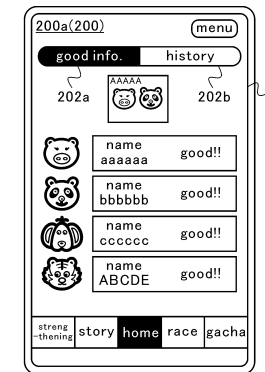 200a(200)
menu
good info. history
202a 202b
AAAAA
name
aaaaaa good!!
name
bbbbbb good!!
name
cccccc good!!
name
ABCDE good!!
streng
-thening story home race gacha